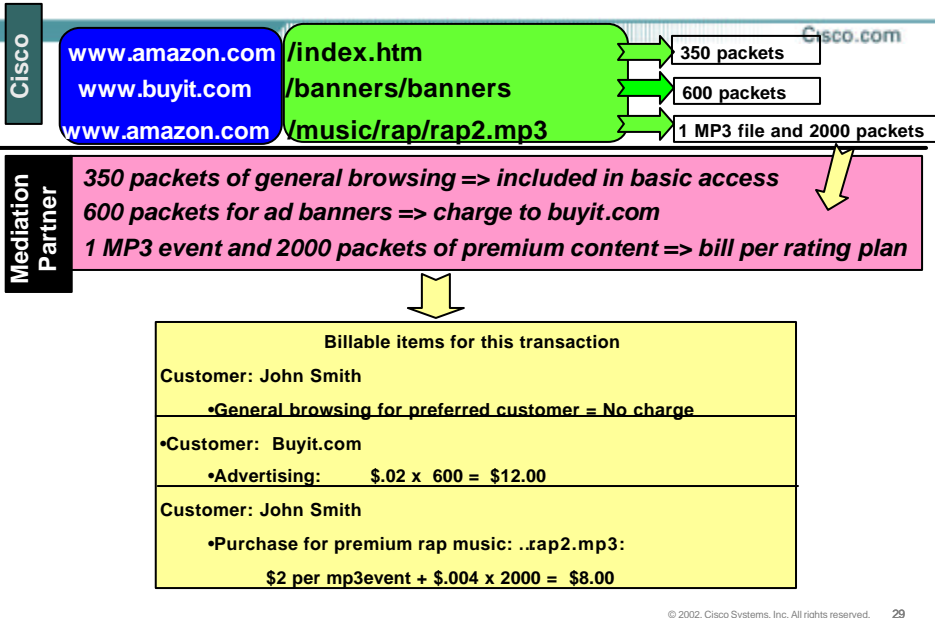 Cisco
Cisco.com
www.amazon.com /index.htm 350 packets
www.buyit.com /banners/banners 600 packets
www.amazon.com /music/rap/rap2.mp3 1 MP3 file and 2000 packets
Mediation
Partner
350 packets of general browsing => included in basic access
600 packets for ad banners => charge to buyit.com
1 MP3 event and 2000 packets of premium content => bill per rating plan
Billable items for this transaction
Customer: John Smith
•General browsing for preferred customer = No charge
•Customer: Buyit.com
•Advertising: $.02 x 600 = $12.00
Customer: John Smith
•Purchase for premium rap music: ..rap2.mp3:
$2 per mp3event + $.004 x 2000 = $8.00
© 2002, Cisco Systems, Inc. All rights reserved. 29